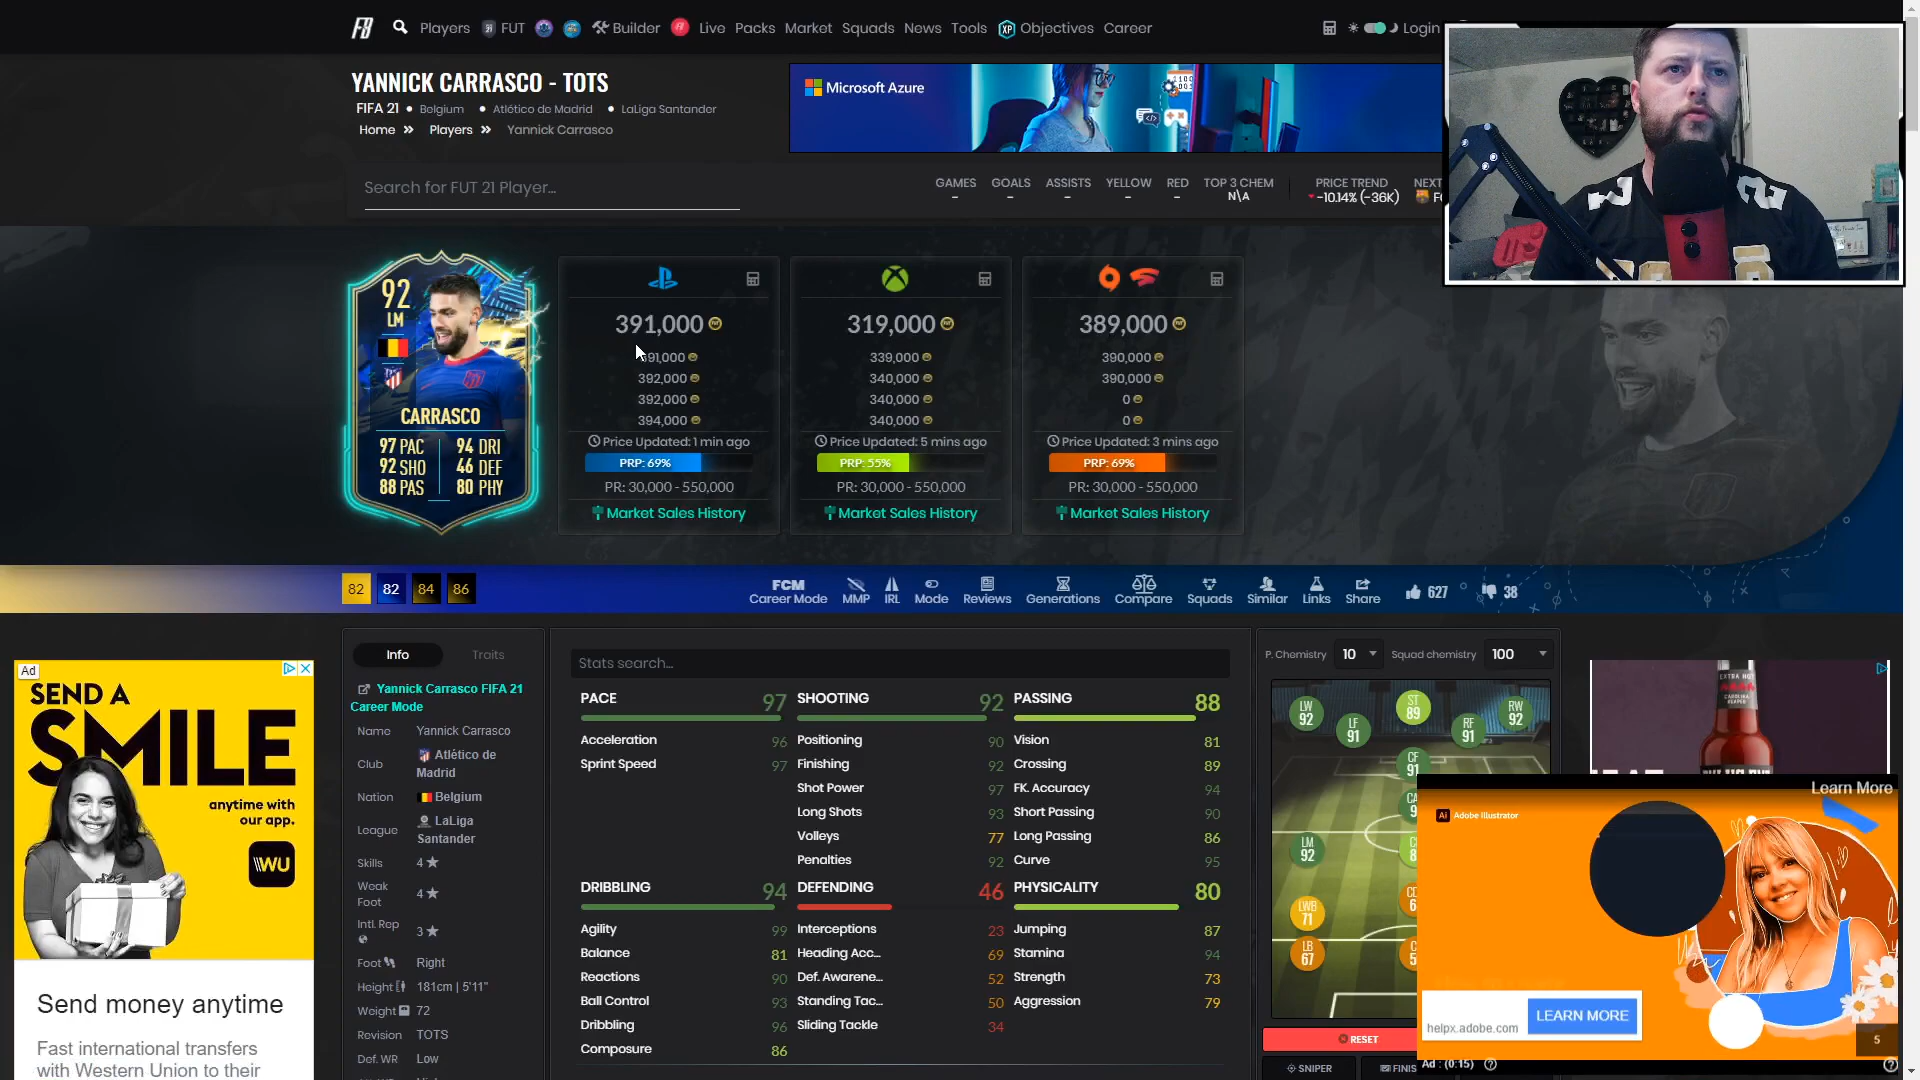 Players FUT Builder Live Packs Market Squads News Tools Objectives Career Login
YANNICK CARRASCO - TOTS
FIFA 21 • Belgium • Atlético de Madrid • LaLiga Santander
Home » Players » Yannick Carrasco
Microsoft Azure
Search for FUT 21 Player...
GAMES GOALS ASSISTS YELLOW RED TOP 3 CHEM PRICE TREND NEXT
- - - - - N\A -10.14% (-36K)
92
LM
CARRASCO
97 PAC 94 DRI
92 SHO 46 DEF
88 PAS 80 PHY
391,000
391,000
392,000
392,000
394,000
Price Updated: 1 min ago
PRP: 69%
PR: 30,000 - 550,000
Market Sales History
319,000
339,000
340,000
340,000
340,000
Price Updated: 5 mins ago
PRP: 55%
PR: 30,000 - 550,000
Market Sales History
389,000
390,000
390,000
0
0
Price Updated: 3 mins ago
PRP: 69%
PR: 30,000 - 550,000
Market Sales History
82 82 84 86
FCM
Career Mode MMP IRL Mode Reviews Generations Compare Squads Similar Links Share 627 38
Ad
SEND A
SMILE
anytime with
our app.
WU
Send money anytime
Fast international transfers
with Western Union to their
Info Traits
Yannick Carrasco FIFA 21
Career Mode
Name Yannick Carrasco
Club Atlético de
Madrid
Nation Belgium
League LaLiga
Santander
Skills 4★
Weak
Foot 4★
Intl. Rep 3★
Foot Right
Height 181cm | 5'11"
Weight 72
Revision TOTS
Def. WR Low
Stats search...
PACE 97
Acceleration 96
Sprint Speed 97
SHOOTING 92
Positioning 90
Finishing 92
Shot Power 97
Long Shots 93
Volleys 77
Penalties 92
PASSING 88
Vision 81
Crossing 89
FK. Accuracy 94
Short Passing 90
Long Passing 86
Curve 95
DRIBBLING 94
Agility 99
Balance 81
Reactions 90
Ball Control 93
Dribbling 96
Composure 86
DEFENDING 46
Interceptions 23
Heading Acc... 69
Def. Awarene... 52
Standing Tac... 50
Sliding Tackle 34
PHYSICALITY 80
Jumping 87
Stamina 94
Strength 73
Aggression 79
P. Chemistry 10 Squad chemistry 100
LW
92
LF
91
ST
89
RF
91
RW
92
CF
91
LM
92
LWB
71
LB
67
RESET
SNIPER
EXTRA HOT
Learn More
Ai Adobe Illustrator
helpx.adobe.com
LEARN MORE
5
Ad : (0:15)